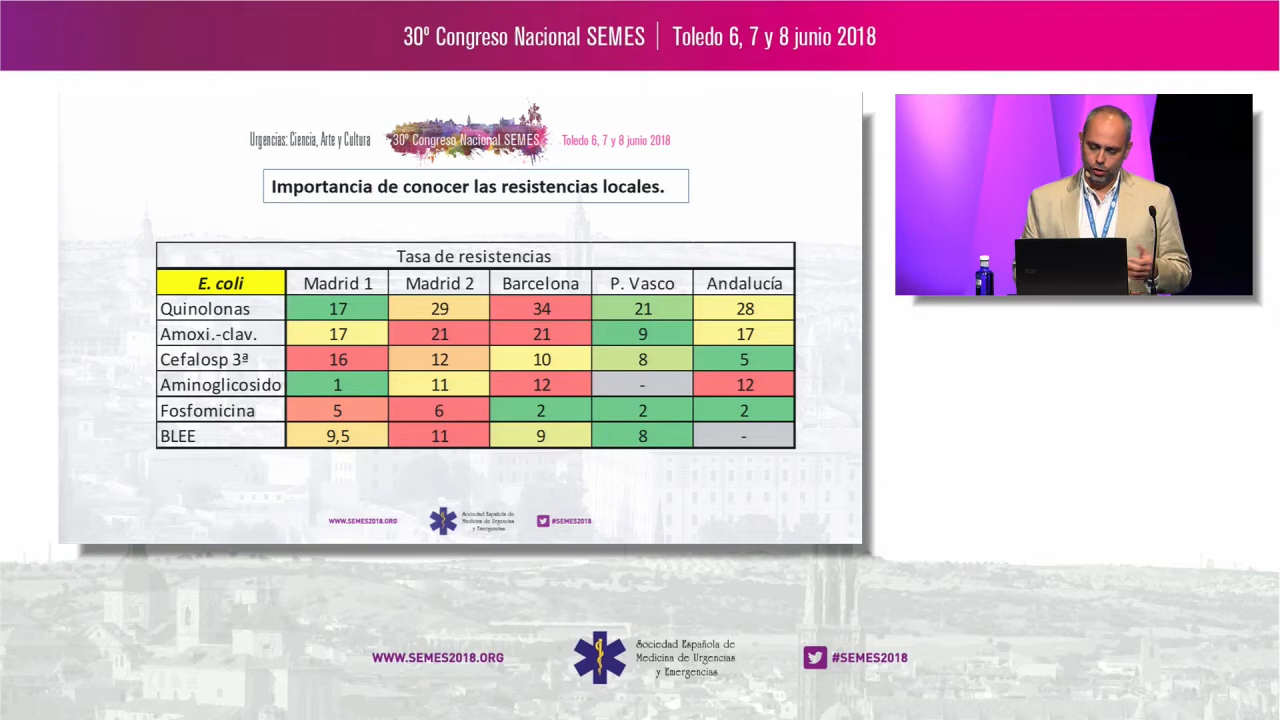 30º Congreso Nacional SEMES | Toledo 6, 7 y 8 junio 2018
Urgencias: Ciencia, Arte y Cultura 30º Congreso Nacional SEMES Toledo 6, 7 y 8 junio 2018
Importancia de conocer las resistencias locales.
Tasa de resistencias
E. coli Madrid 1 Madrid 2 Barcelona P. Vasco Andalucía
Quinolonas 17 29 34 21 28
Amoxi.-clav. 17 21 21 9 17
Cefalosp 3ª 16 12 10 8 5
Aminoglicosido 1 11 12 - 12
Fosfomicina 5 6 2 2 2
BLEE 9,5 11 9 8 -
WWW.SEMES2018.ORG
Sociedad Española de
Medicina de Urgencias
y Emergencias
#SEMES2018
WWW.SEMES2018.ORG
Sociedad Española de
Medicina de Urgencias
y Emergencias
#SEMES2018